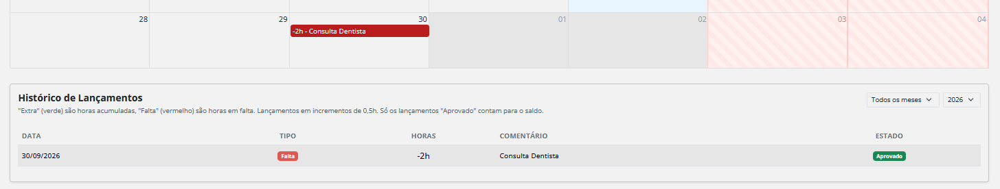 28 29 30 01 02 03 04
-2h - Consulta Dentista
Histórico de Lançamentos
"Extra" (verde) são horas acumuladas, "Falta" (vermelho) são horas em falta. Lançamentos em incrementos de 0,5h. Só os lançamentos "Aprovado" contam para o saldo.
Todos os meses 2026
DATA TIPO HORAS COMENTÁRIO ESTADO
30/09/2026 Falta -2h Consulta Dentista Aprovado